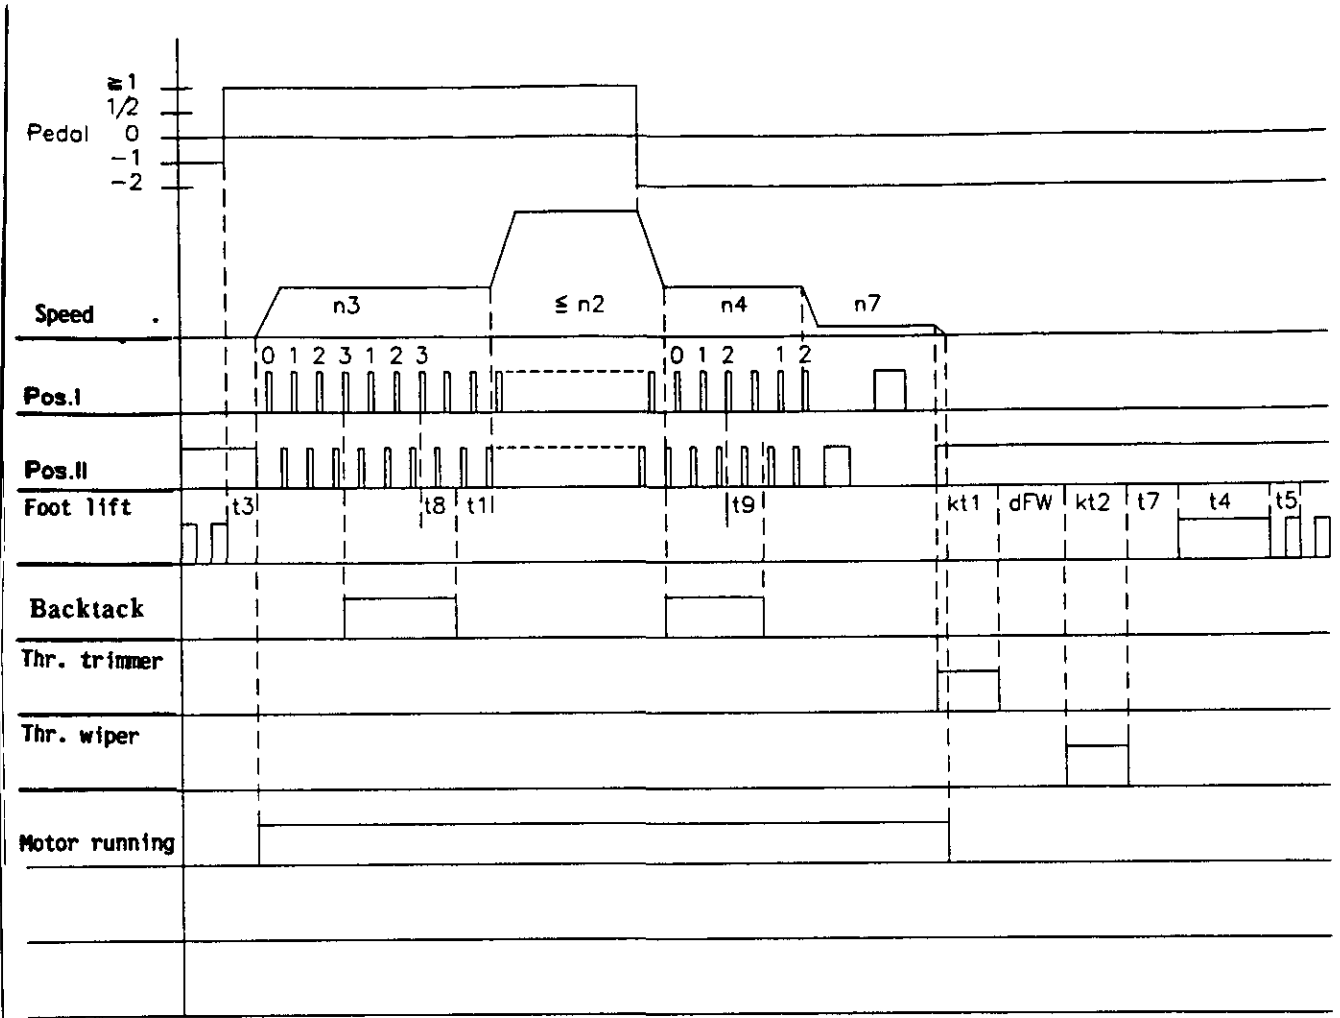 ≧1
1/2
Pedal 0
-1
-2
Speed n3 ≦ n2 n4 n7
0 1 2 3 1 2 3 0 1 2 1 2
Pos.I
Pos.II
Foot lift t3 t8 t1 t9 kt1 dFW kt2 t7 t4 t5
Backtack
Thr. trimmer
Thr. wiper
Motor running